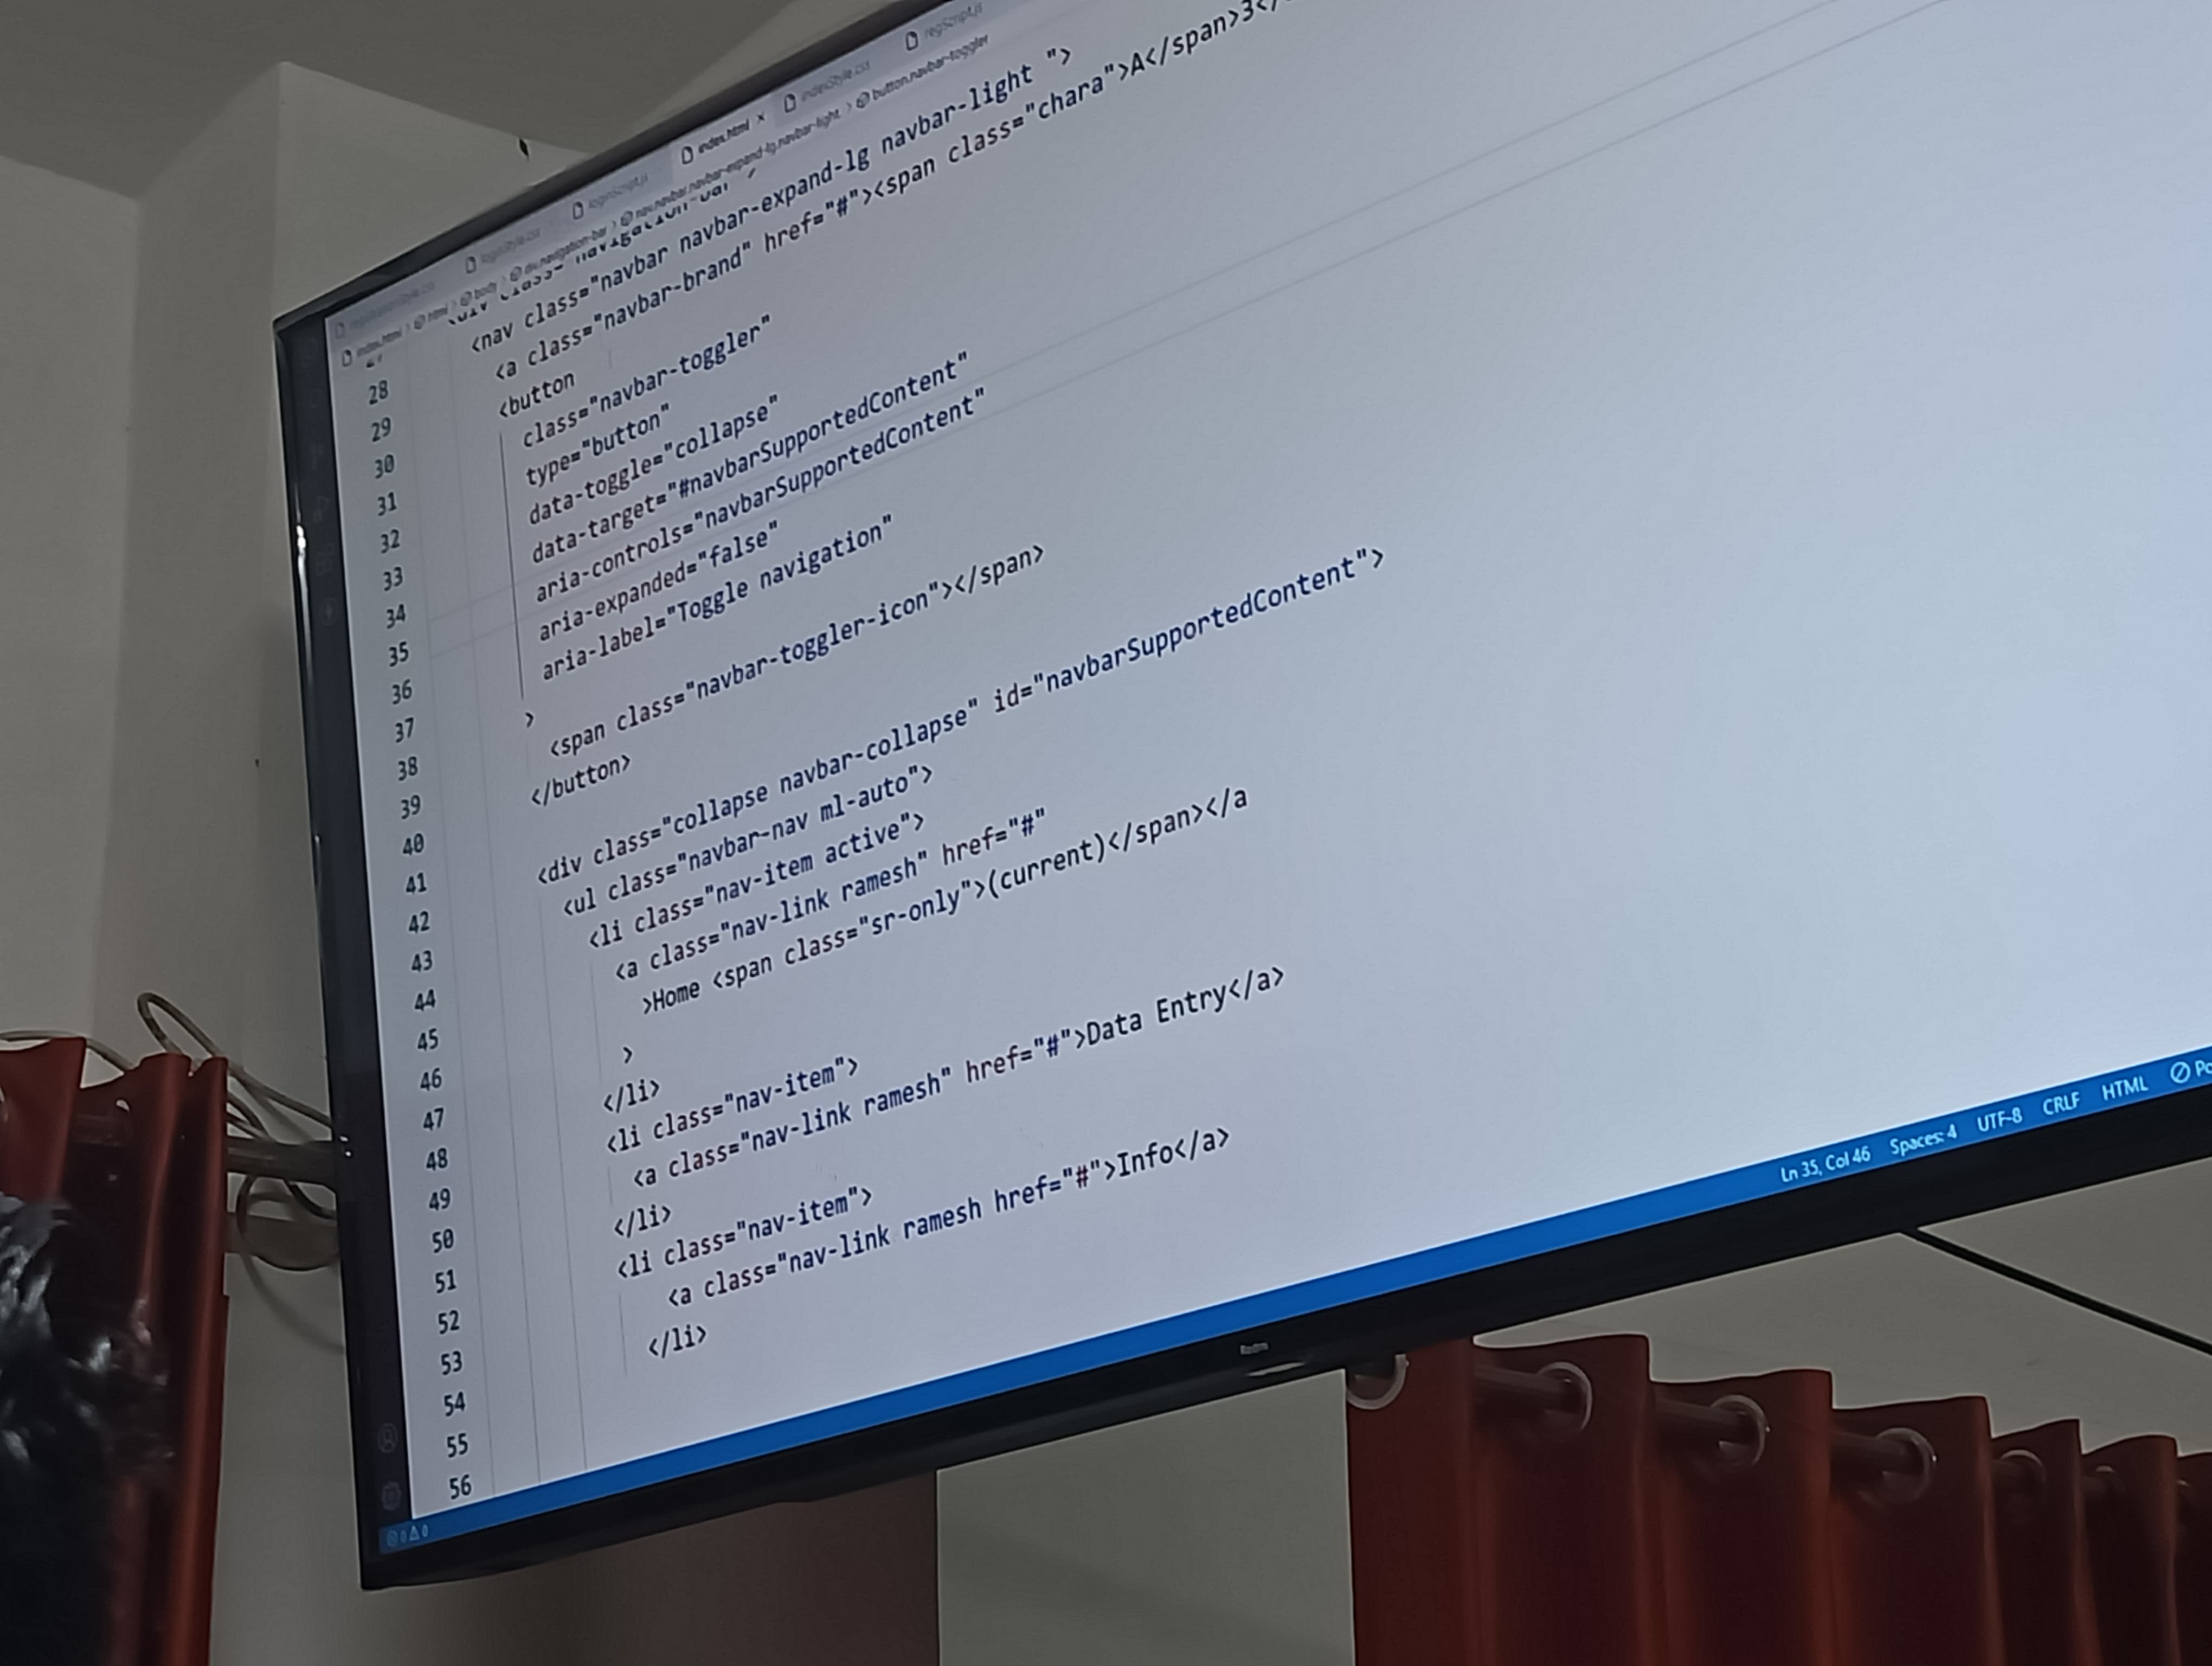 regScript.js
indexStyle.css
index.html ×
loginScript.js
loginStyle.css
registrationStyle.css
index.html > html > body > div.navigation-bar > nav.navbar.navbar-expand-lg.navbar-light > button.navbar-toggler
27
28
29
30
31
32
33
34
35
36
37
38
39
40
41
42
43
44
45
46
47
48
49
50
51
52
53
54
55
56
<div class="navigation-bar">
<nav class="navbar navbar-expand-lg navbar-light ">
<a class="navbar-brand" href="#"><span class="chara">A</span>3</
<button
class="navbar-toggler"
type="button"
data-toggle="collapse"
data-target="#navbarSupportedContent"
aria-controls="navbarSupportedContent"
aria-expanded="false"
aria-label="Toggle navigation"
>
<span class="navbar-toggler-icon"></span>
</button>
<div class="collapse navbar-collapse" id="navbarSupportedContent">
<ul class="navbar-nav ml-auto">
<li class="nav-item active">
<a class="nav-link ramesh" href="#"
>Home <span class="sr-only">(current)</span></a
>
</li>
<li class="nav-item">
<a class="nav-link ramesh" href="#">Data Entry</a>
</li>
<li class="nav-item">
<a class="nav-link ramesh href="#">Info</a>
</li>
0 0
Ln 35, Col 46 Spaces: 4 UTF-8 CRLF HTML
Redmi